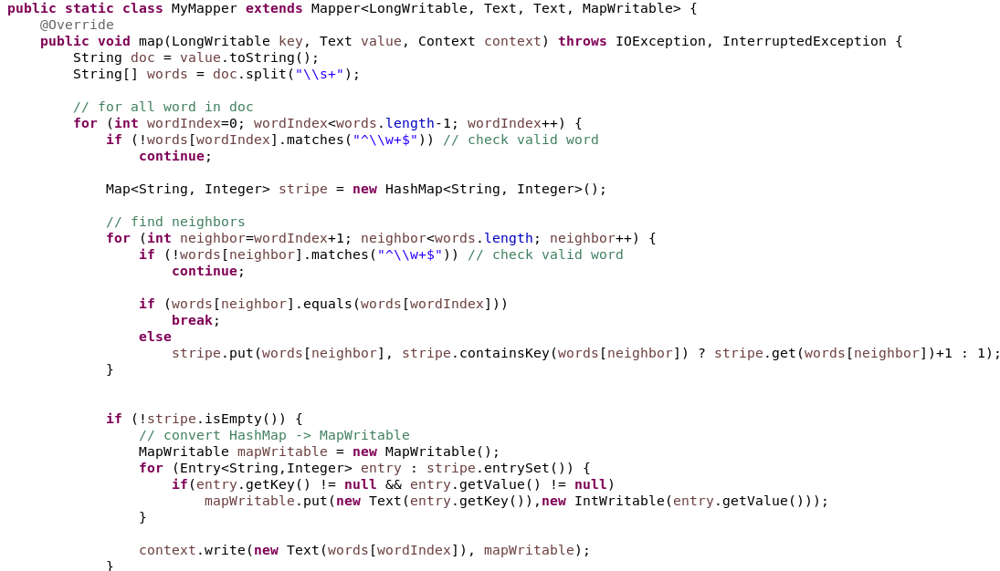 public static class MyMapper extends Mapper<LongWritable, Text, Text, MapWritable> {
    @Override
    public void map(LongWritable key, Text value, Context context) throws IOException, InterruptedException {
        String doc = value.toString();
        String[] words = doc.split("\\s+");

        // for all word in doc
        for (int wordIndex=0; wordIndex<words.length-1; wordIndex++) {
            if (!words[wordIndex].matches("^\\w+$")) // check valid word
                continue;

            Map<String, Integer> stripe = new HashMap<String, Integer>();

            // find neighbors
            for (int neighbor=wordIndex+1; neighbor<words.length; neighbor++) {
                if (!words[neighbor].matches("^\\w+$")) // check valid word
                    continue;

                if (words[neighbor].equals(words[wordIndex]))
                    break;
                else
                    stripe.put(words[neighbor], stripe.containsKey(words[neighbor]) ? stripe.get(words[neighbor])+1 : 1);
            }


            if (!stripe.isEmpty()) {
                // convert HashMap -> MapWritable
                MapWritable mapWritable = new MapWritable();
                for (Entry<String,Integer> entry : stripe.entrySet()) {
                    if(entry.getKey() != null && entry.getValue() != null)
                        mapWritable.put(new Text(entry.getKey()),new IntWritable(entry.getValue()));
                }

                context.write(new Text(words[wordIndex]), mapWritable);
            }